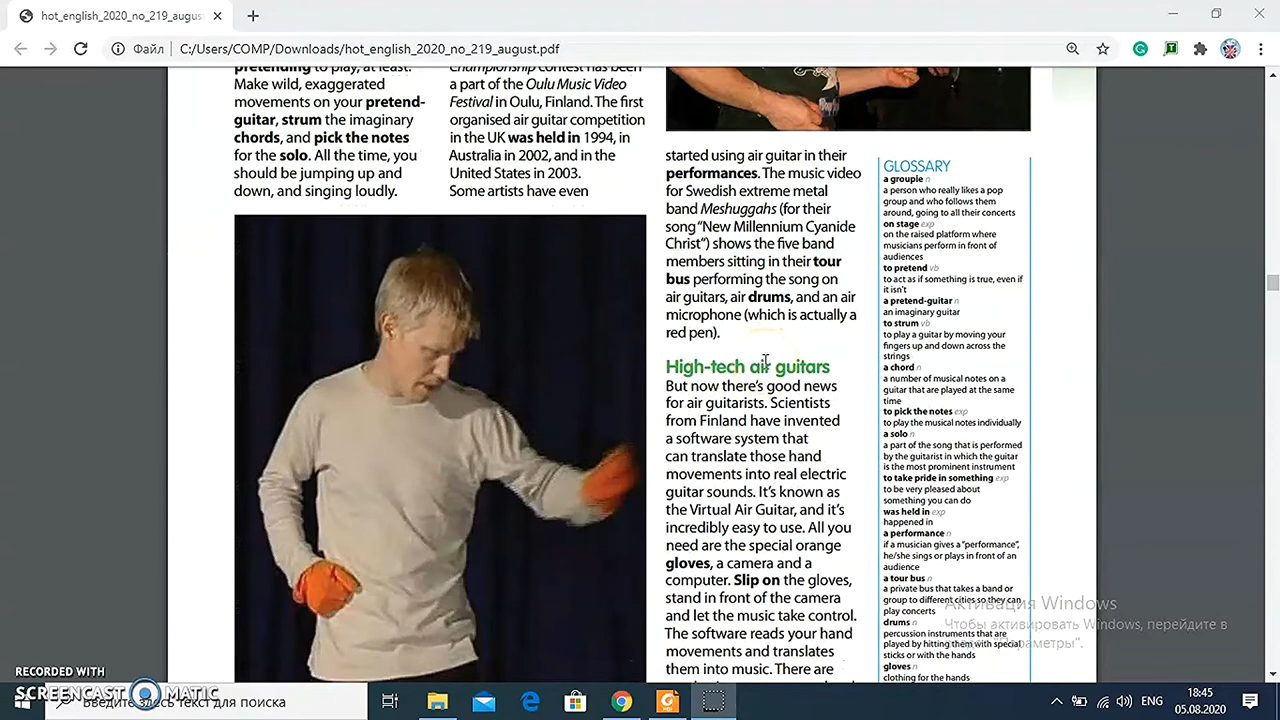 hot_english_2020_no_219_augus
Файл
C:/Users/COMP/Downloads/hot_english_2020_no_219_august.pdf
pretending to play, at least.
Make wild, exaggerated
movements on your pretend-
guitar, strum the imaginary
chords, and pick the notes
for the solo. All the time, you
should be jumping up and
down, and singing loudly.
Championship contest has been
a part of the Oulu Music Video
Festival in Oulu, Finland. The first
organised air guitar competition
in the UK was held in 1994, in
Australia in 2002, and in the
United States in 2003.
Some artists have even
started using air guitar in their
performances. The music video
for Swedish extreme metal
band Meshuggahs (for their
song “New Millennium Cyanide
Christ”) shows the five band
members sitting in their tour
bus performing the song on
air guitars, air drums, and an air
microphone (which is actually a
red pen).
High-tech air guitars
But now there’s good news
for air guitarists. Scientists
from Finland have invented
a software system that
can translate those hand
movements into real electric
guitar sounds. It’s known as
the Virtual Air Guitar, and it’s
incredibly easy to use. All you
need are the special orange
gloves, a camera and a
computer. Slip on the gloves,
stand in front of the camera
and let the music take control.
The software reads your hand
movements and translates
them into music. There are
GLOSSARY
a groupie n
a person who really likes a pop
group and who follows them
around, going to all their concerts
on stage exp
on the raised platform where
musicians perform in front of
audiences
to pretend vb
to act as if something is true, even if
it isn’t
a pretend-guitar n
an imaginary guitar
to strum vb
to play a guitar by moving your
fingers up and down across the
strings
a chord n
a number of musical notes on a
guitar that are played at the same
time
to pick the notes exp
to play the musical notes individually
a solo n
a part of the song that is performed
by the guitarist in which the guitar
is the most prominent instrument
to take pride in something exp
to be very pleased about
something you can do
was held in exp
happened in
a performance n
if a musician gives a “performance”,
he/she sings or plays in front of an
audience
a tour bus n
a private bus that takes a band or
group to different cities so they can
play concerts
drums n
percussion instruments that are
played by hitting them with special
sticks or with the hands
gloves n
clothing for the hands
Активация Windows
Чтобы активировать Windows, перейдите в
"Параметры".
RECORDED WITH
SCREENCAST MATIC
Введите здесь текст для поиска
ENG
18:45
05.08.2020